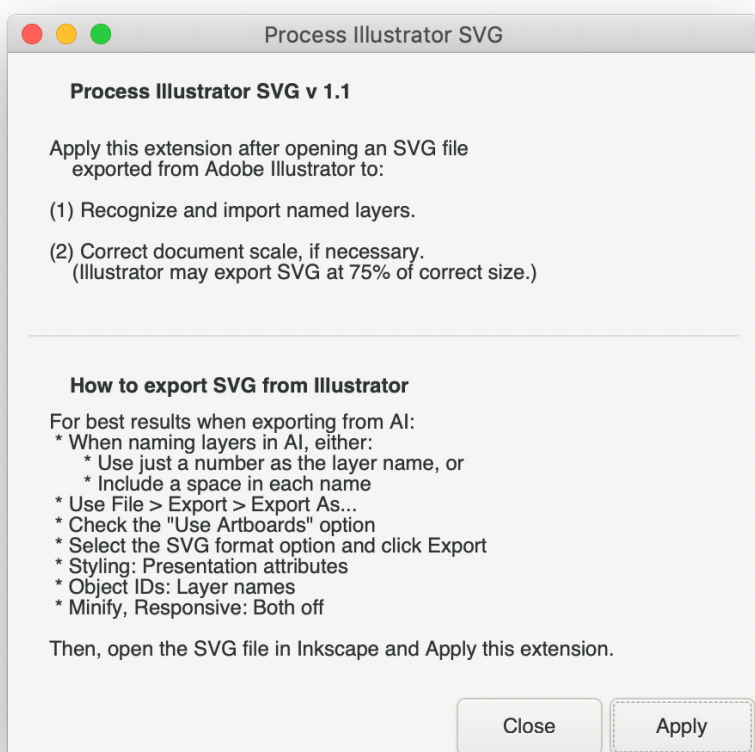 Process Illustrator SVG
Process Illustrator SVG v 1.1
Apply this extension after opening an SVG file
exported from Adobe Illustrator to:
(1) Recognize and import named layers.
(2) Correct document scale, if necessary.
(Illustrator may export SVG at 75% of correct size.)
How to export SVG from Illustrator
For best results when exporting from AI:
* When naming layers in AI, either:
* Use just a number as the layer name, or
* Include a space in each name
* Use File > Export > Export As...
* Check the "Use Artboards" option
* Select the SVG format option and click Export
* Styling: Presentation attributes
* Object IDs: Layer names
* Minify, Responsive: Both off
Then, open the SVG file in Inkscape and Apply this extension.
Close Apply